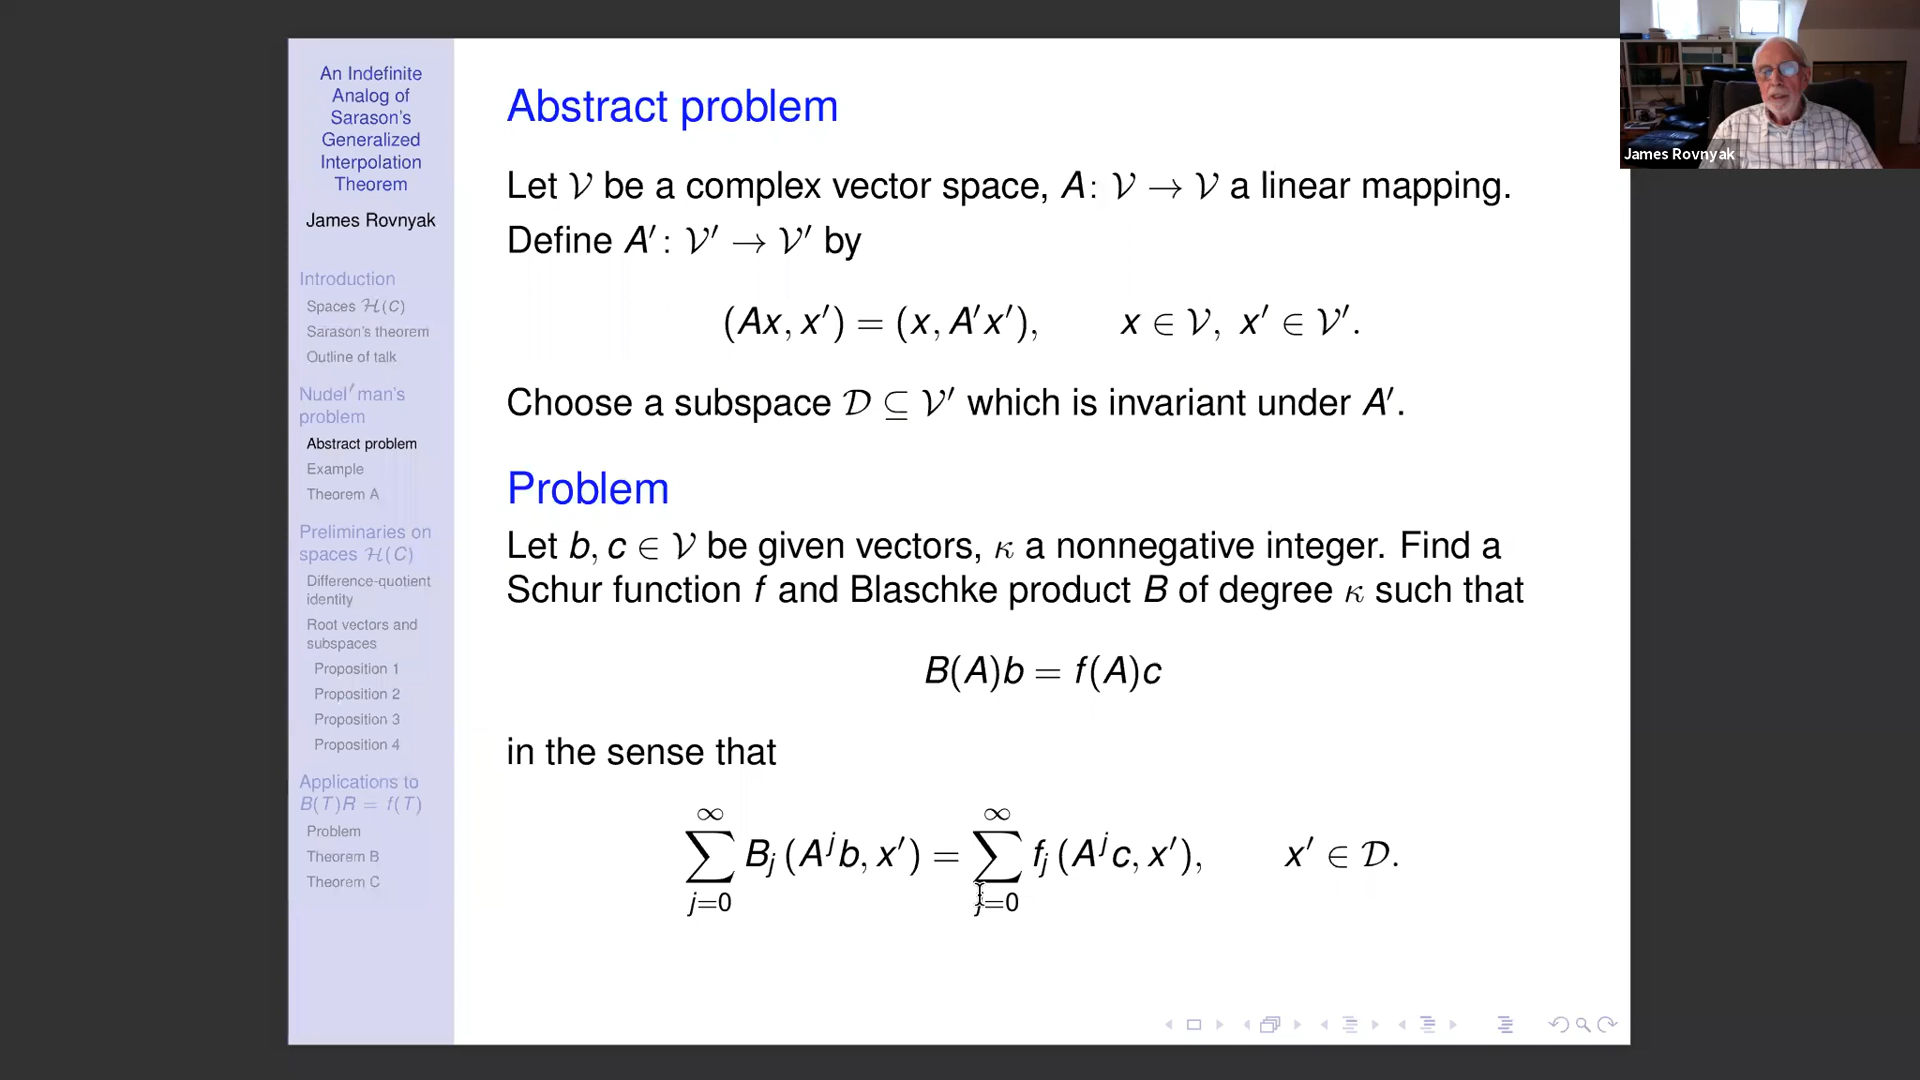 An Indefinite
Analog of
Sarason's
Generalized
Interpolation
Theorem
James Rovnyak
Introduction
Spaces ℋ(C)
Sarason's theorem
Outline of talk
Nudel′man's
problem
Abstract problem
Example
Theorem A
Preliminaries on
spaces ℋ(C)
Difference-quotient
identity
Root vectors and
subspaces
Proposition 1
Proposition 2
Proposition 3
Proposition 4
Applications to
B(T)R = f(T)
Problem
Theorem B
Theorem C
Abstract problem
Let 𝒱 be a complex vector space, A: 𝒱 → 𝒱 a linear mapping.
Define A′: 𝒱′ → 𝒱′ by
(Ax, x′) = (x, A′x′), x ∈ 𝒱, x′ ∈ 𝒱′.
Choose a subspace 𝒟 ⊆ 𝒱′ which is invariant under A′.
Problem
Let b, c ∈ 𝒱 be given vectors, κ a nonnegative integer. Find a
Schur function f and Blaschke product B of degree κ such that
B(A)b = f(A)c
in the sense that
∑_{j=0}^{∞} B_j (A^j b, x′) = ∑_{j=0}^{∞} f_j (A^j c, x′), x′ ∈ 𝒟.
James Rovnyak